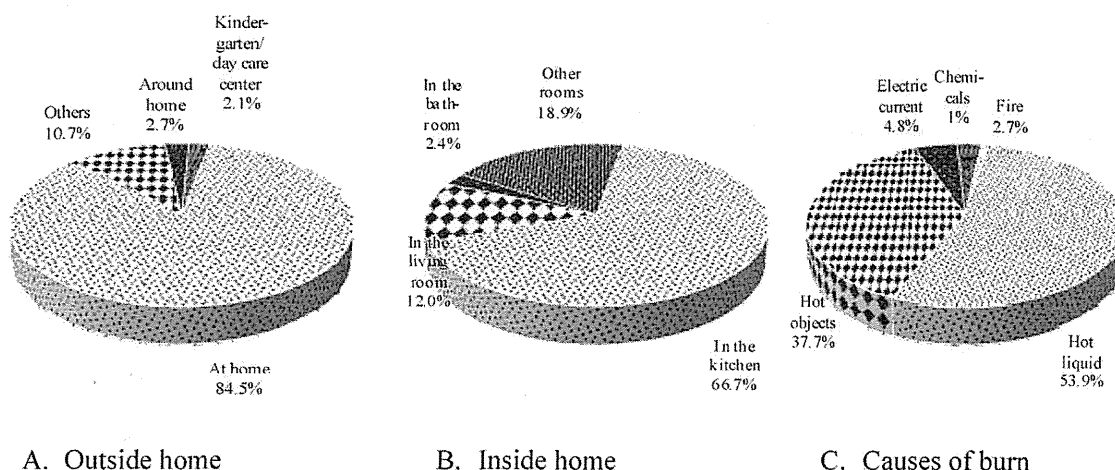 Kinder-
garten/
day care
center
2.1%
Around
home
2.7%
Others
10.7%
At home
84.5%
A. Outside home
In the
bath-
room
2.4%
Other
rooms
18.9%
In the
living
room
12.0%
In the
kitchen
66.7%
B. Inside home
Electric
current
4.8%
Chemi-
cals
1%
Fire
2.7%
Hot
objects
37.7%
Hot
liquid
53.9%
C. Causes of burn